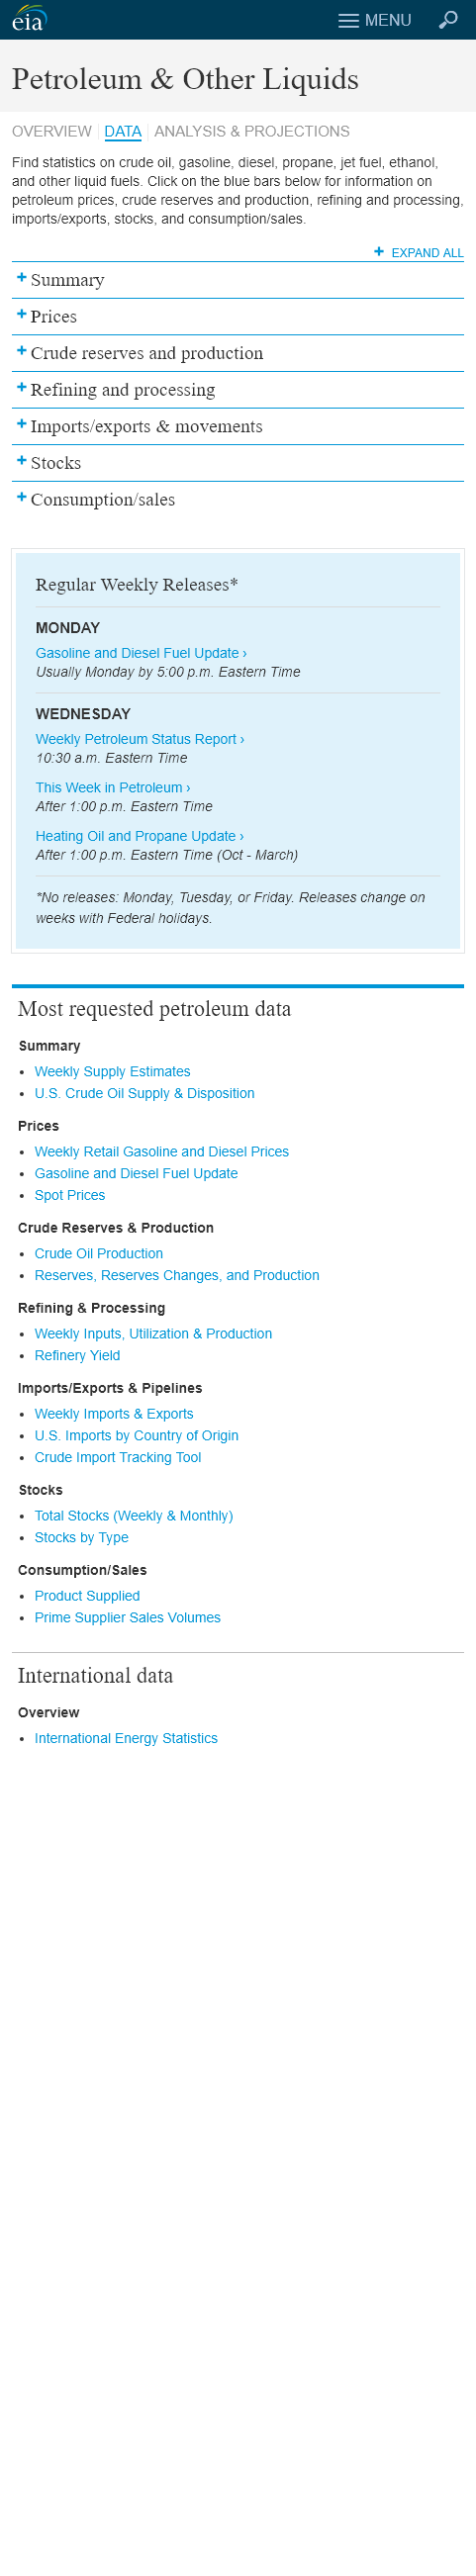 eia
MENU
Petroleum & Other Liquids
OVERVIEW DATA ANALYSIS & PROJECTIONS
Find statistics on crude oil, gasoline, diesel, propane, jet fuel, ethanol,
and other liquid fuels. Click on the blue bars below for information on
petroleum prices, crude reserves and production, refining and processing,
imports/exports, stocks, and consumption/sales.
+ EXPAND ALL
+ Summary
+ Prices
+ Crude reserves and production
+ Refining and processing
+ Imports/exports & movements
+ Stocks
+ Consumption/sales
Regular Weekly Releases*
MONDAY
Gasoline and Diesel Fuel Update ›
Usually Monday by 5:00 p.m. Eastern Time
WEDNESDAY
Weekly Petroleum Status Report ›
10:30 a.m. Eastern Time
This Week in Petroleum ›
After 1:00 p.m. Eastern Time
Heating Oil and Propane Update ›
After 1:00 p.m. Eastern Time (Oct - March)
*No releases: Monday, Tuesday, or Friday. Releases change on
weeks with Federal holidays.
Most requested petroleum data
Summary
• Weekly Supply Estimates
• U.S. Crude Oil Supply & Disposition
Prices
• Weekly Retail Gasoline and Diesel Prices
• Gasoline and Diesel Fuel Update
• Spot Prices
Crude Reserves & Production
• Crude Oil Production
• Reserves, Reserves Changes, and Production
Refining & Processing
• Weekly Inputs, Utilization & Production
• Refinery Yield
Imports/Exports & Pipelines
• Weekly Imports & Exports
• U.S. Imports by Country of Origin
• Crude Import Tracking Tool
Stocks
• Total Stocks (Weekly & Monthly)
• Stocks by Type
Consumption/Sales
• Product Supplied
• Prime Supplier Sales Volumes
International data
Overview
• International Energy Statistics